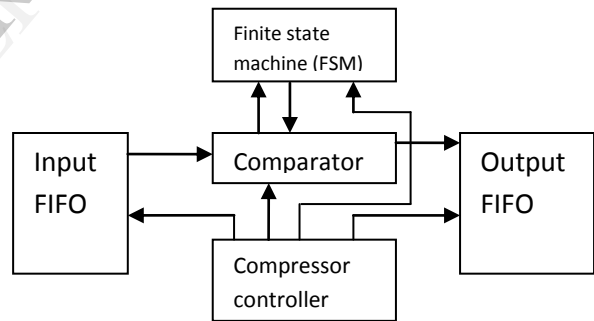 Finite state
machine (FSM)
Input
FIFO
Comparator
Output
FIFO
Compressor
controller